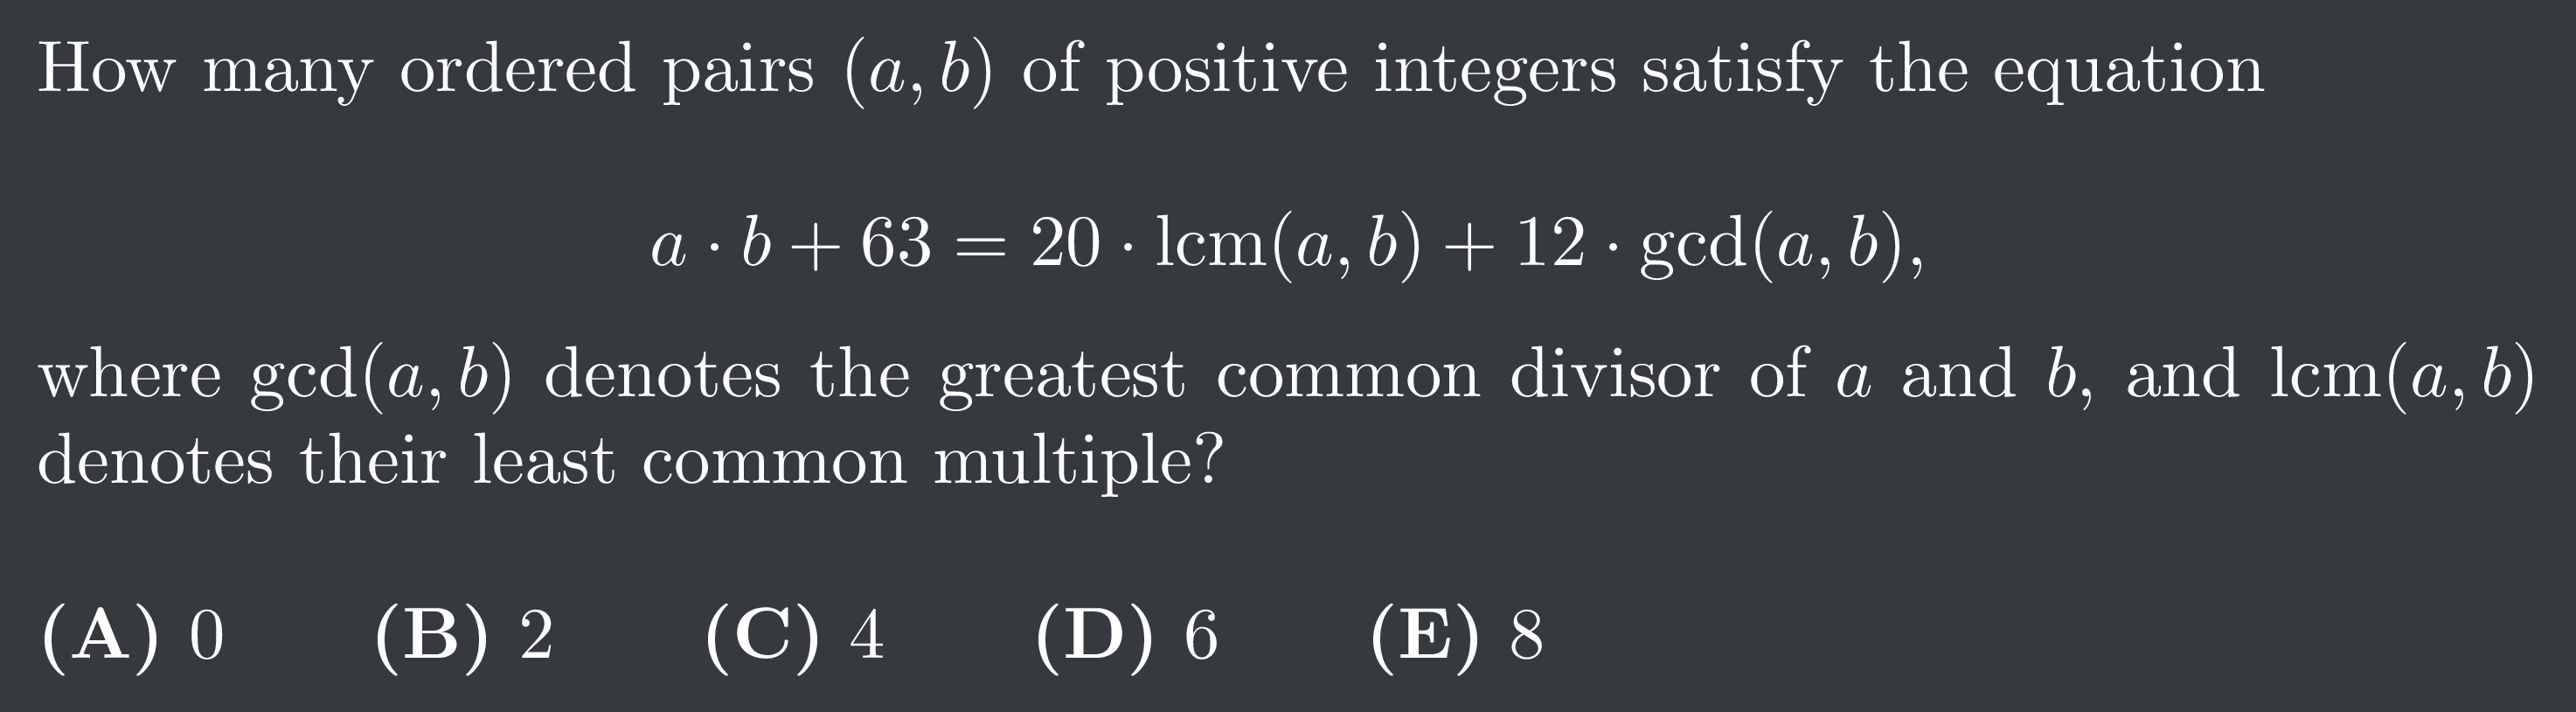 How many ordered pairs (a, b) of positive integers satisfy the equation
a · b + 63 = 20 · lcm(a, b) + 12 · gcd(a, b),
where gcd(a, b) denotes the greatest common divisor of a and b, and lcm(a, b)
denotes their least common multiple?
(A) 0 (B) 2 (C) 4 (D) 6 (E) 8